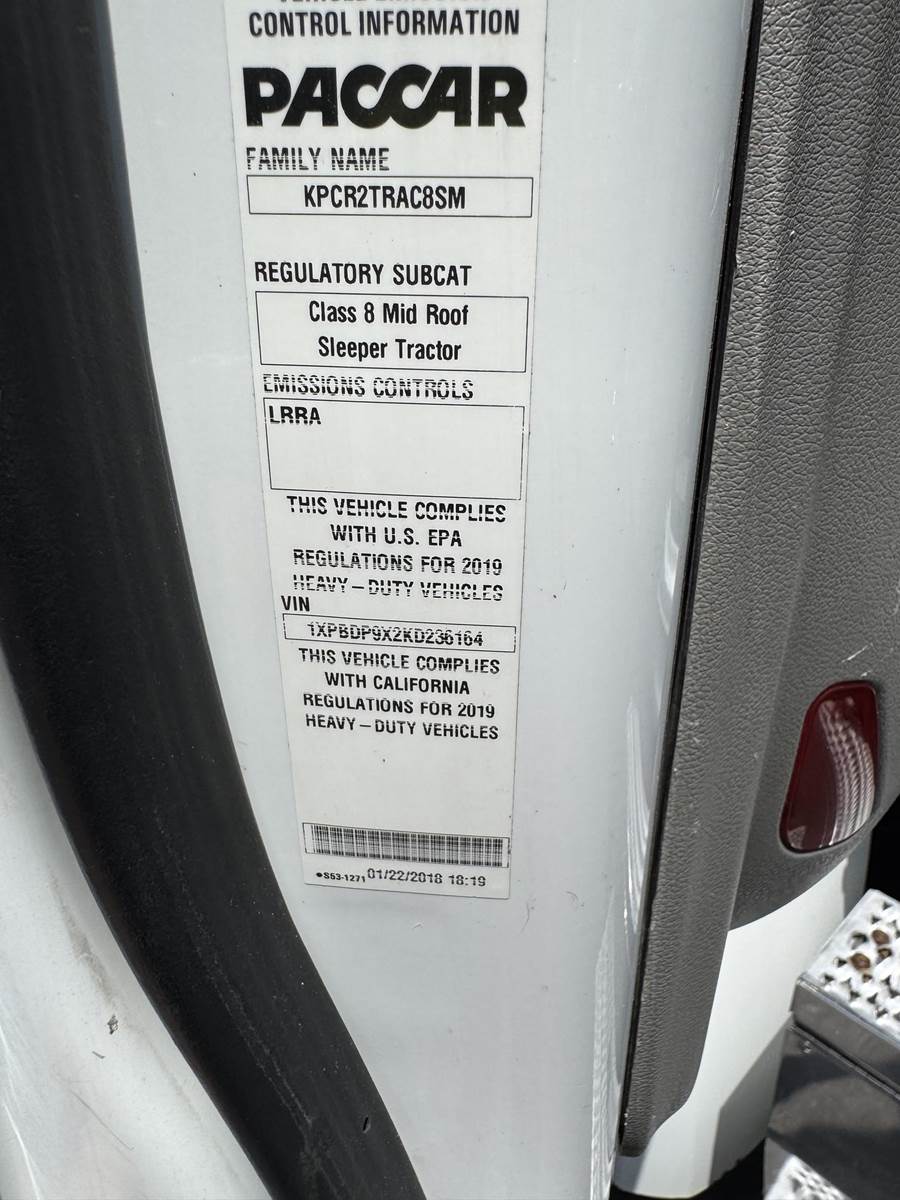 CONTROL INFORMATION
PACCAR
FAMILY NAME
KPCR2TRAC8SM
REGULATORY SUBCAT
Class 8 Mid Roof
Sleeper Tractor
EMISSIONS CONTROLS
LRRA
THIS VEHICLE COMPLIES
WITH U.S. EPA
REGULATIONS FOR 2019
HEAVY – DUTY VEHICLES
VIN
1XPBDP9X2KD236164
THIS VEHICLE COMPLIES
WITH CALIFORNIA
REGULATIONS FOR 2019
HEAVY – DUTY VEHICLES
•S53-1271 01/22/2018 18:19